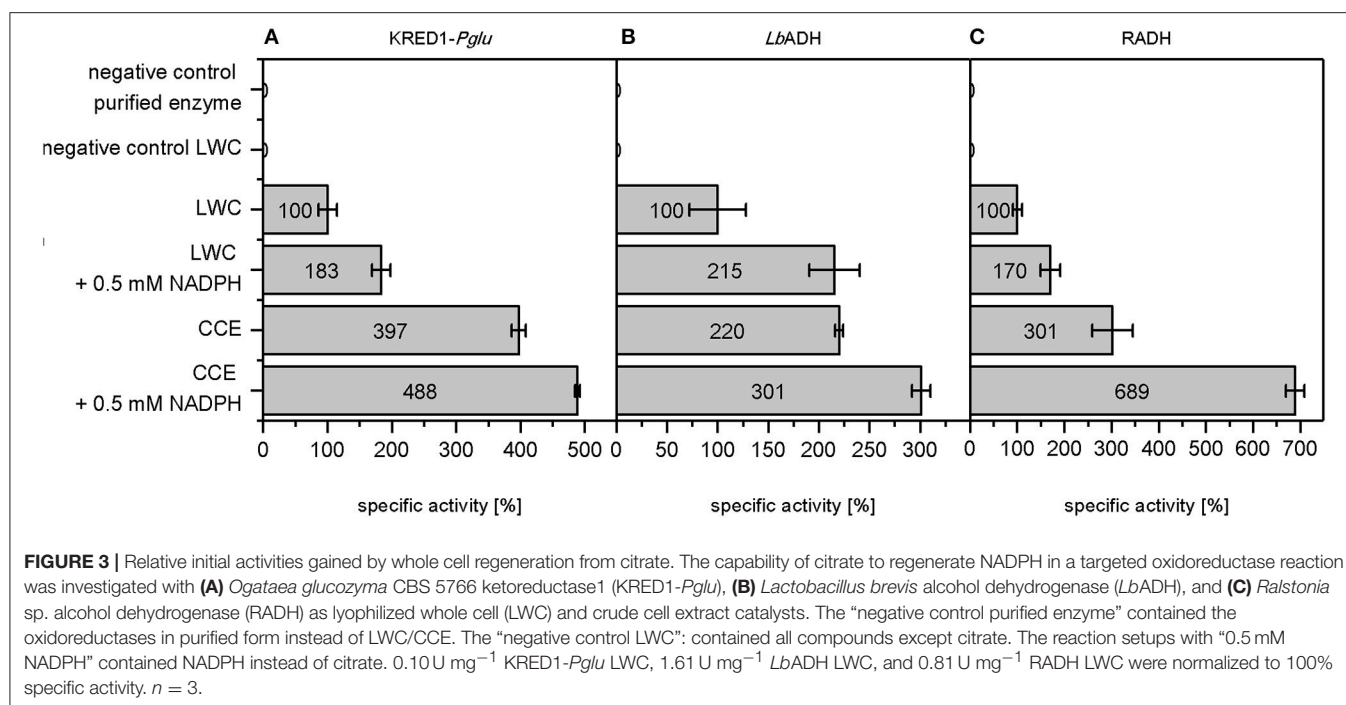 A KRED1-Pglu B LbADH C RADH
negative control
purified enzyme
negative control LWC
LWC 100 100 100
LWC
+ 0.5 mM NADPH 183 215 170
CCE 397 220 301
CCE
+ 0.5 mM NADPH 488 301 689
0 100 200 300 400 500 0 50 100 150 200 250 300 0 100 200 300 400 500 600 700
specific activity [%] specific activity [%] specific activity [%]
FIGURE 3 | Relative initial activities gained by whole cell regeneration from citrate. The capability of citrate to regenerate NADPH in a targeted oxidoreductase reaction
was investigated with (A) Ogataea glucozyma CBS 5766 ketoreductase1 (KRED1-Pglu), (B) Lactobacillus brevis alcohol dehydrogenase (LbADH), and (C) Ralstonia
sp. alcohol dehydrogenase (RADH) as lyophilized whole cell (LWC) and crude cell extract catalysts. The “negative control purified enzyme” contained the
oxidoreductases in purified form instead of LWC/CCE. The “negative control LWC”: contained all compounds except citrate. The reaction setups with “0.5 mM
NADPH” contained NADPH instead of citrate. 0.10 U mg−1 KRED1-Pglu LWC, 1.61 U mg−1 LbADH LWC, and 0.81 U mg−1 RADH LWC were normalized to 100%
specific activity. n = 3.